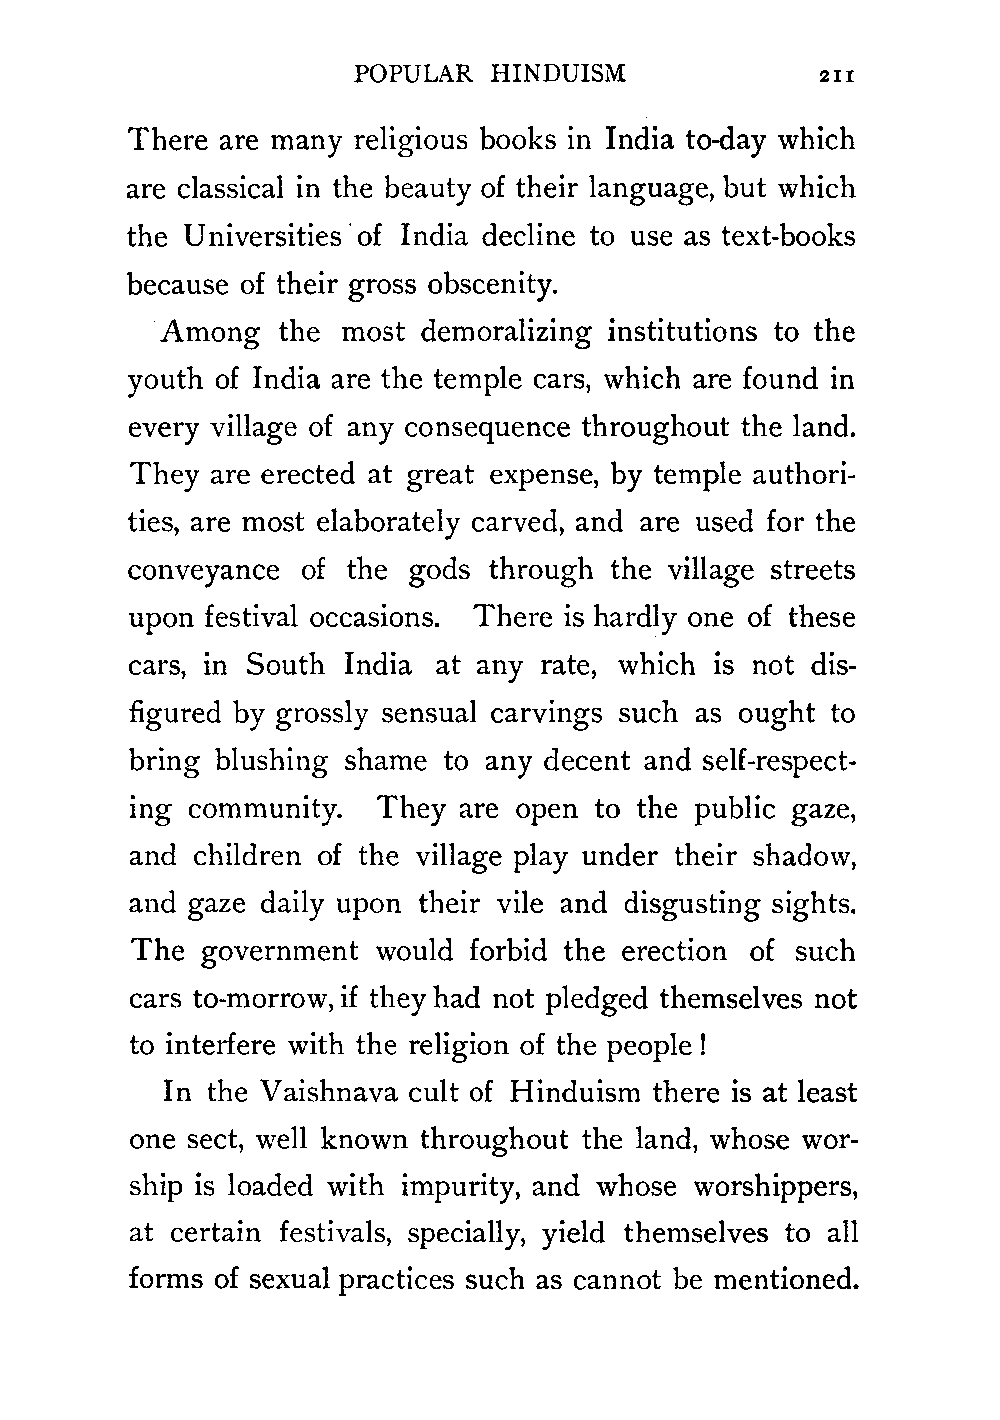 POPULAR HINDUISM 211
There are many religious books in India to-day which
are classical in the beauty of their language, but which
the Universities of India decline to use as text-books
because of their gross obscenity.
Among the most demoralizing institutions to the
youth of India are the temple cars, which are found in
every village of any consequence throughout the land.
They are erected at great expense, by temple authori-
ties, are most elaborately carved, and are used for the
conveyance of the gods through the village streets
upon festival occasions. There is hardly one of these
cars, in South India at any rate, which is not dis-
figured by grossly sensual carvings such as ought to
bring blushing shame to any decent and self-respect-
ing community. They are open to the public gaze,
and children of the village play under their shadow,
and gaze daily upon their vile and disgusting sights.
The government would forbid the erection of such
cars to-morrow, if they had not pledged themselves not
to interfere with the religion of the people !
In the Vaishnava cult of Hinduism there is at least
one sect, well known throughout the land, whose wor-
ship is loaded with impurity, and whose worshippers,
at certain festivals, specially, yield themselves to all
forms of sexual practices such as cannot be mentioned.